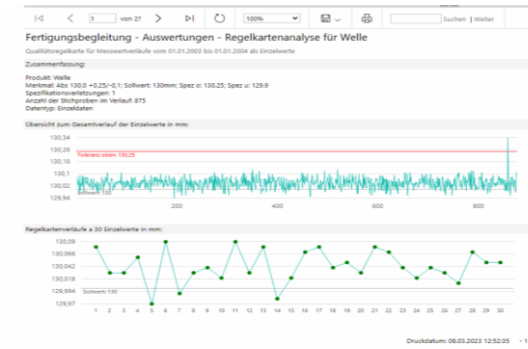 1 von 27 100% Suchen | Weiter
Fertigungsbegleitung - Auswertungen - Regelkartenanalyse für Welle
Qualitätsregelkarte für Messwertverläufe vom 01.01.2003 bis 01.01.2004 als Einzelwerte
Zusammenfassung:
Produkt: Welle
Merkmal: Abs 130,0 +0,25/-0,1; Sollwert: 130mm; Spez o: 130.25; Spez u: 129.9
Spezifikationsverletzungen: 1
Anzahl der Stichproben im Verlauf: 875
Datentyp: Einzeldaten
Übersicht zum Gesamtverlauf der Einzelwerte in mm:
130,34
130,26
Toleranz oben: 130,25
130,18
130,1
130,02
Sollwert: 130
129,94
200 400 600 800
Regelkartenverläufe a 30 Einzelwerte in mm:
130,09
130,066
130,042
130,018
129,994 Sollwert: 130
129,97
1 2 3 4 5 6 7 8 9 10 11 12 13 14 15 16 17 18 19 20 21 22 23 24 25 26 27 28 29 30
Druckdatum: 06.03.2023 12:52:35 - 1